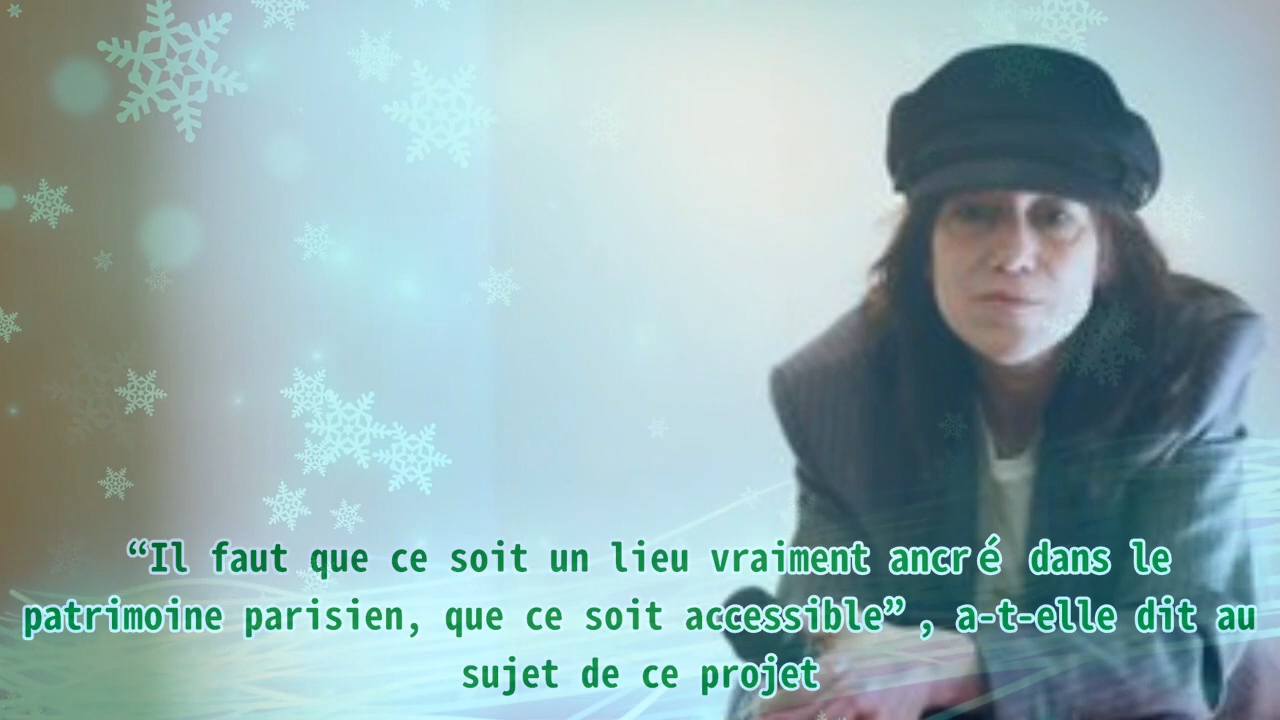 “Il faut que ce soit un lieu vraiment ancré dans le
patrimoine parisien, que ce soit accessible” , a-t-elle dit au
sujet de ce projet